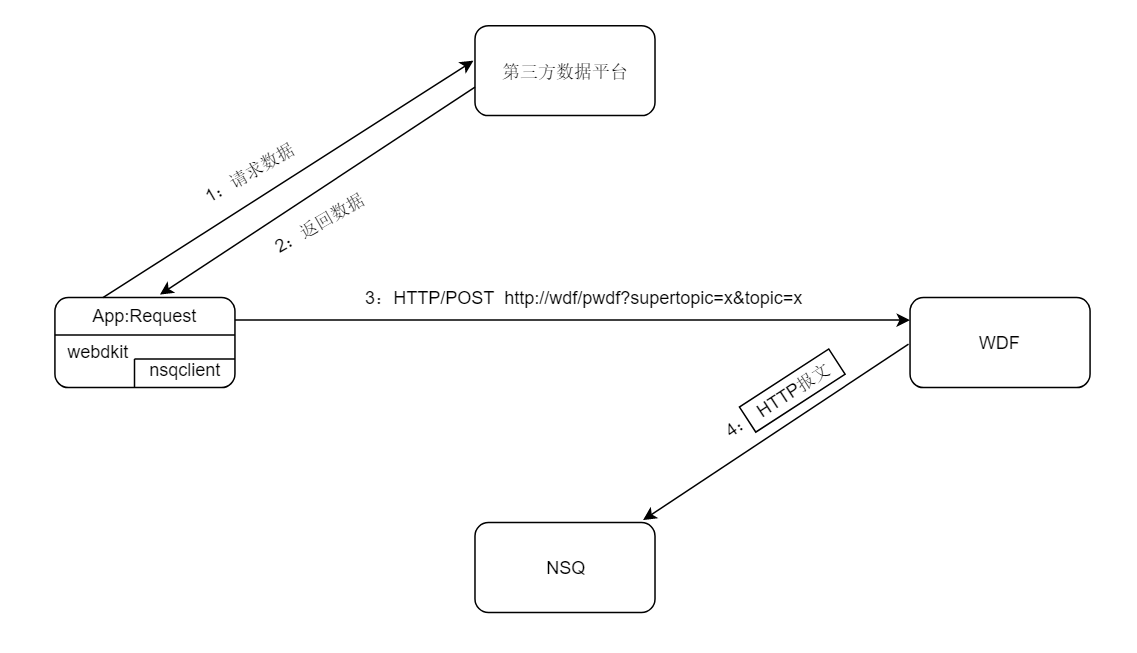 第三方数据平台
1：请求数据
2：返回数据
3：HTTP/POST http://wdf/pwdf?supertopic=x&topic=x
App:Request
webdkit
nsqclient
WDF
4：HTTP报文
NSQ